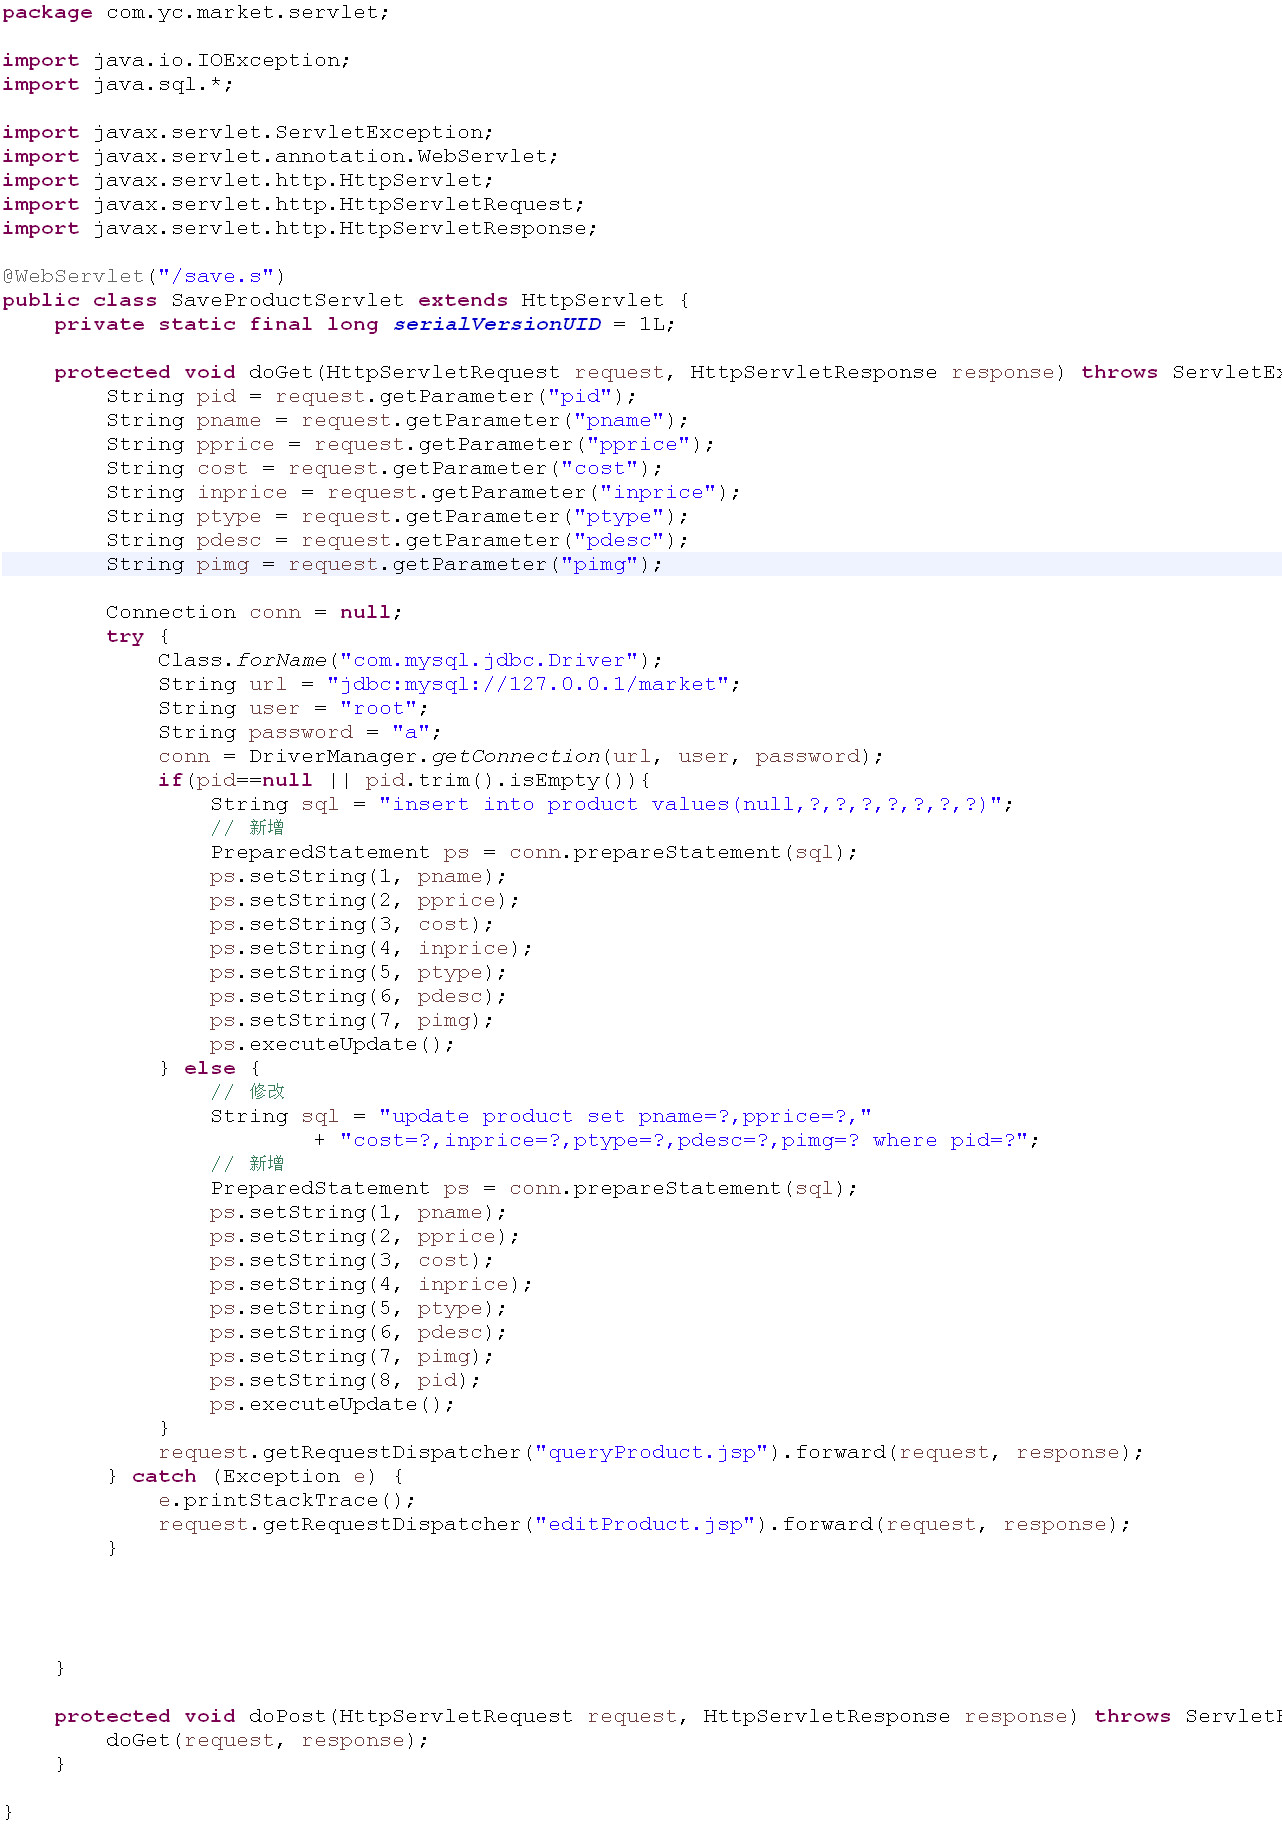 package com.yc.market.servlet;
import java.io.IOException;
import java.sql.*;
import javax.servlet.ServletException;
import javax.servlet.annotation.WebServlet;
import javax.servlet.http.HttpServlet;
import javax.servlet.http.HttpServletRequest;
import javax.servlet.http.HttpServletResponse;
@WebServlet("/save.s")
public class SaveProductServlet extends HttpServlet {
    private static final long serialVersionUID = 1L;
    protected void doGet(HttpServletRequest request, HttpServletResponse response) throws ServletEx
        String pid = request.getParameter("pid");
        String pname = request.getParameter("pname");
        String pprice = request.getParameter("pprice");
        String cost = request.getParameter("cost");
        String inprice = request.getParameter("inprice");
        String ptype = request.getParameter("ptype");
        String pdesc = request.getParameter("pdesc");
        String pimg = request.getParameter("pimg");
        Connection conn = null;
        try {
            Class.forName("com.mysql.jdbc.Driver");
            String url = "jdbc:mysql://127.0.0.1/market";
            String user = "root";
            String password = "a";
            conn = DriverManager.getConnection(url, user, password);
            if(pid==null || pid.trim().isEmpty()){
                String sql = "insert into product values(null,?,?,?,?,?,?,?)";
                // 新增
                PreparedStatement ps = conn.prepareStatement(sql);
                ps.setString(1, pname);
                ps.setString(2, pprice);
                ps.setString(3, cost);
                ps.setString(4, inprice);
                ps.setString(5, ptype);
                ps.setString(6, pdesc);
                ps.setString(7, pimg);
                ps.executeUpdate();
            } else {
                // 修改
                String sql = "update product set pname=?,pprice=?,"
                        + "cost=?,inprice=?,ptype=?,pdesc=?,pimg=? where pid=?";
                // 新增
                PreparedStatement ps = conn.prepareStatement(sql);
                ps.setString(1, pname);
                ps.setString(2, pprice);
                ps.setString(3, cost);
                ps.setString(4, inprice);
                ps.setString(5, ptype);
                ps.setString(6, pdesc);
                ps.setString(7, pimg);
                ps.setString(8, pid);
                ps.executeUpdate();
            }
            request.getRequestDispatcher("queryProduct.jsp").forward(request, response);
        } catch (Exception e) {
            e.printStackTrace();
            request.getRequestDispatcher("editProduct.jsp").forward(request, response);
        }
    }
    protected void doPost(HttpServletRequest request, HttpServletResponse response) throws ServletE
        doGet(request, response);
    }
}